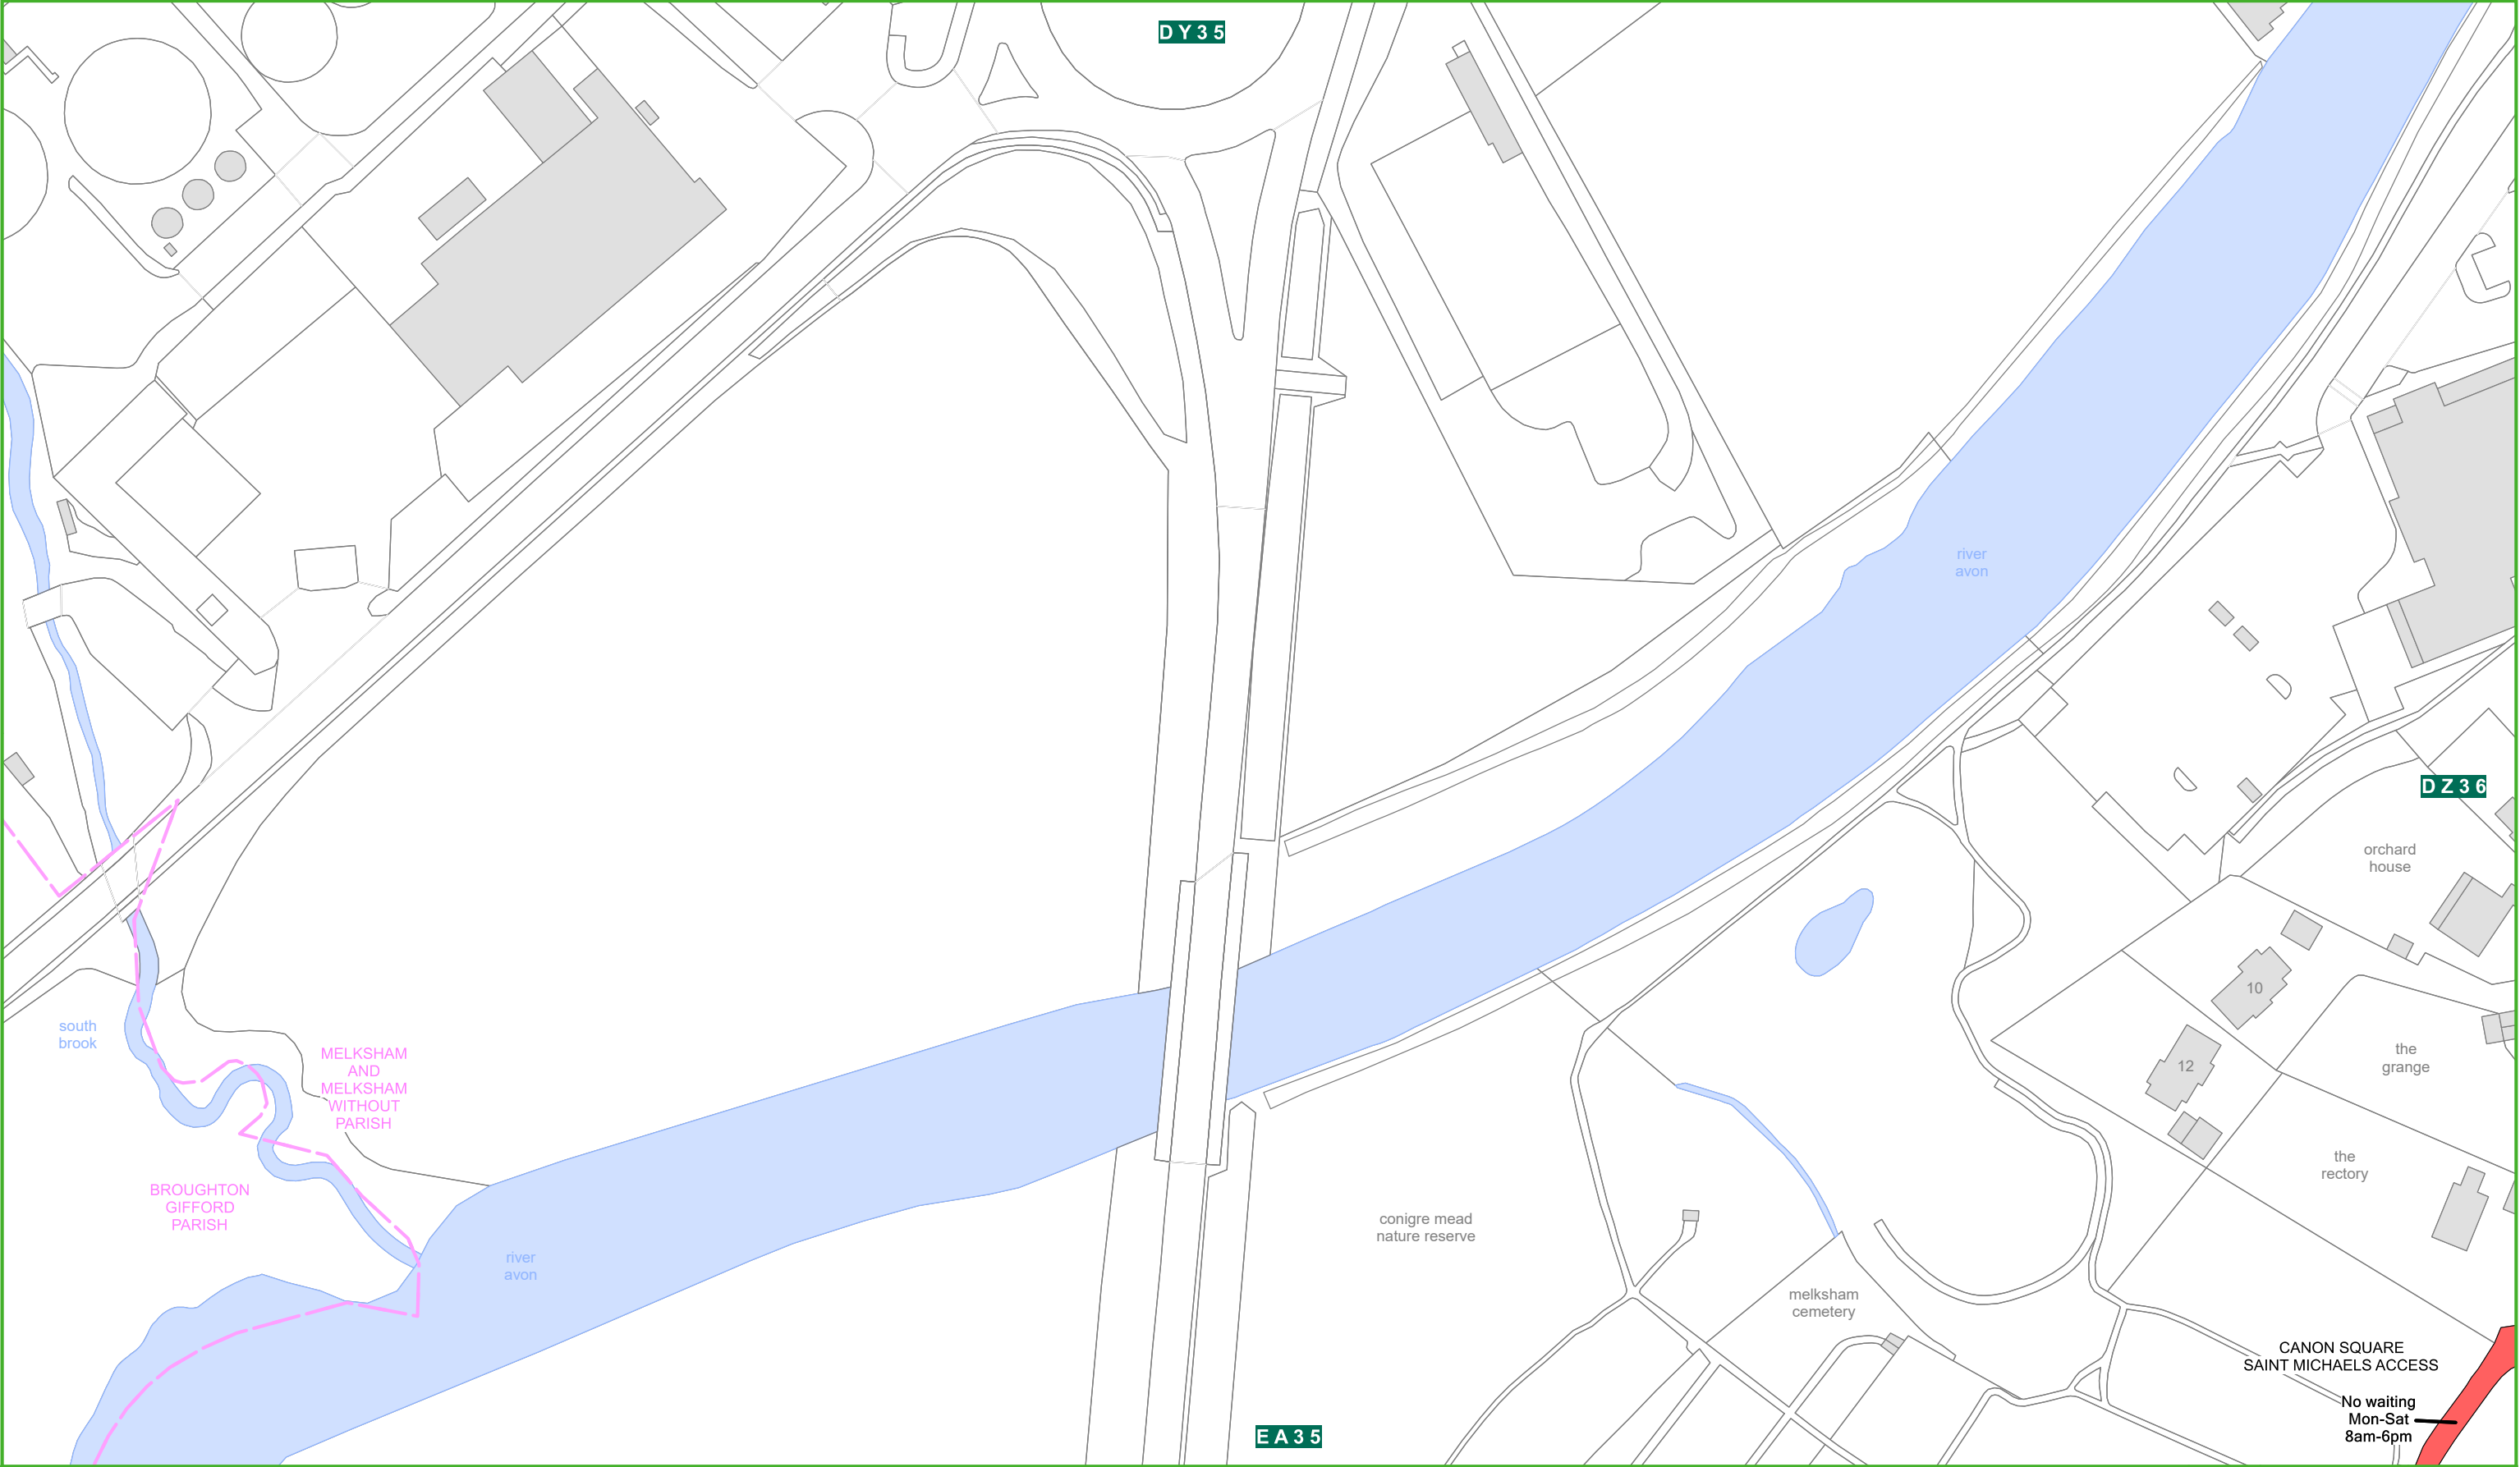 DY35
river
avon
DZ36
orchard
house
10
south
brook
MELKSHAM
AND
MELKSHAM
WITHOUT
PARISH
the
grange
12
the
rectory
BROUGHTON
GIFFORD
PARISH
conigre mead
nature reserve
river
avon
melksham
cemetery
CANON SQUARE
SAINT MICHAELS ACCESS
No waiting
Mon-Sat
8am-6pm
EA35